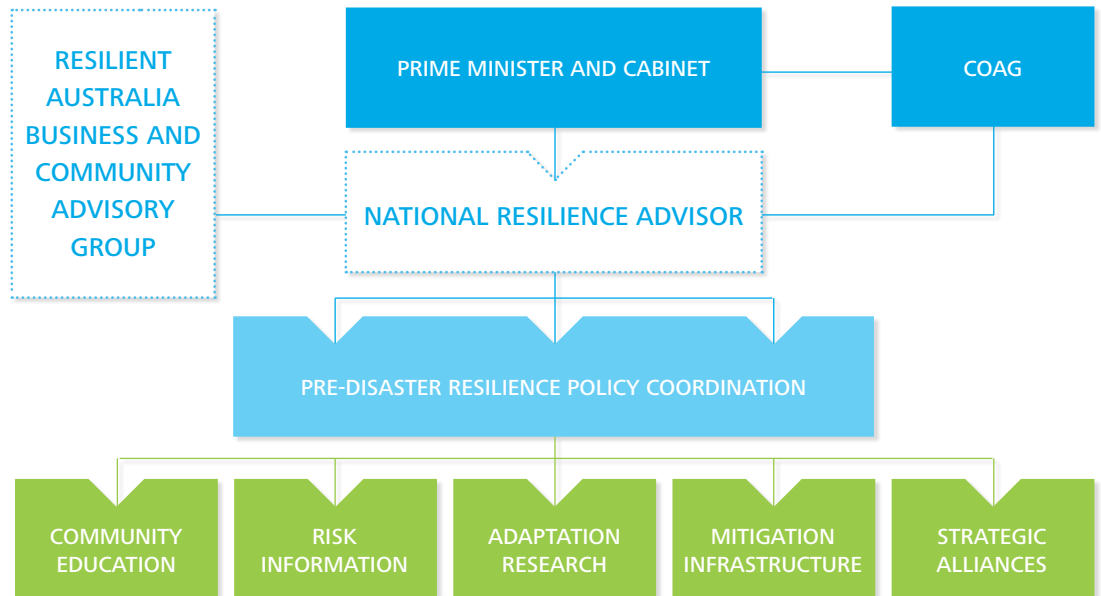 RESILIENT
AUSTRALIA
BUSINESS AND
COMMUNITY
ADVISORY
GROUP
PRIME MINISTER AND CABINET
COAG
NATIONAL RESILIENCE ADVISOR
PRE-DISASTER RESILIENCE POLICY COORDINATION
COMMUNITY
EDUCATION
RISK
INFORMATION
ADAPTATION
RESEARCH
MITIGATION
INFRASTRUCTURE
STRATEGIC
ALLIANCES